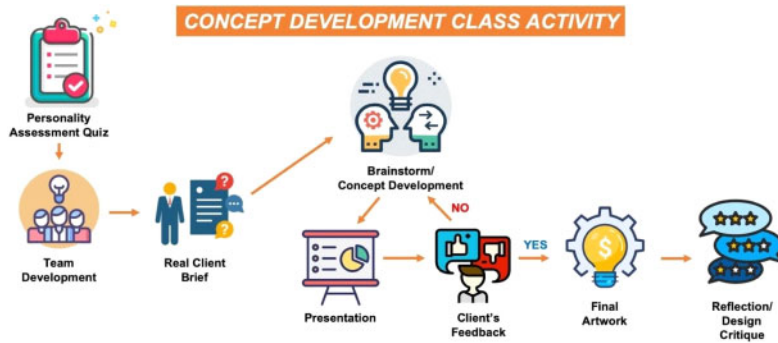 CONCEPT DEVELOPMENT CLASS ACTIVITY
Personality
Assessment Quiz
Team
Development
Real Client
Brief
Brainstorm/
Concept Development
Presentation
NO
Client's
Feedback
YES
Final
Artwork
Reflection/
Design
Critique